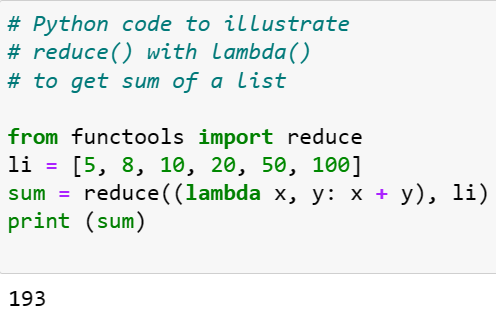 # Python code to illustrate
# reduce() with lambda()
# to get sum of a list
from functools import reduce
li = [5, 8, 10, 20, 50, 100]
sum = reduce((lambda x, y: x + y), li)
print (sum)
193